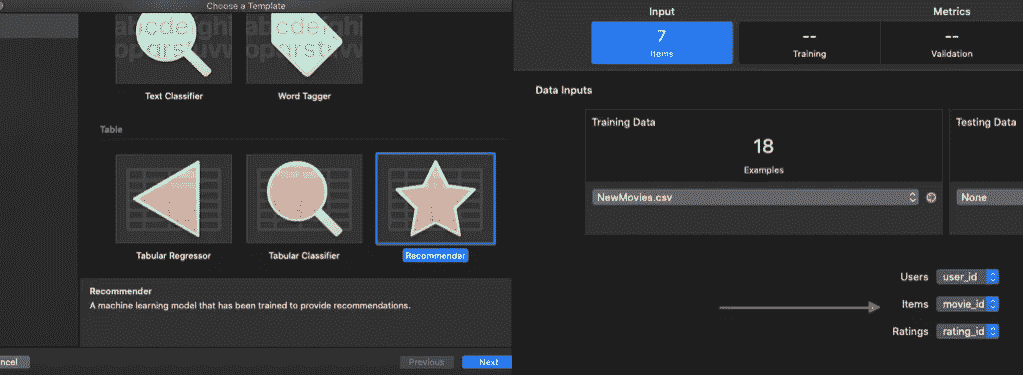 Choose a Template
abcdefghi
opqrstuvw
abcdefghi
opqrstuvw
Text Classifier
Word Tagger
Table
Tabular Regressor
Tabular Classifier
Recommender
Recommender
A machine learning model that has been trained to provide recommendations.
ncel
Previous
Next
Input
Metrics
7
Items
--
Training
--
Validation
Data Inputs
Training Data
18
Examples
NewMovies.csv
Testing Data
None
Users user_id
Items movie_id
Ratings rating_id